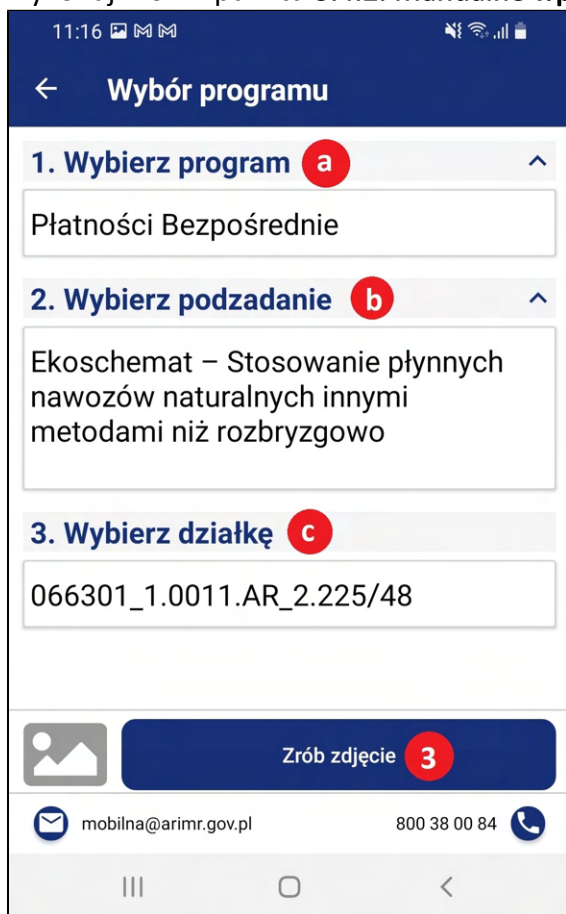 11:16
Wybór programu
1. Wybierz program a
Płatności Bezpośrednie
2. Wybierz podzadanie b
Ekoschemat – Stosowanie płynnych
nawozów naturalnych innymi
metodami niż rozbryzgowo
3. Wybierz działkę c
066301_1.0011.AR_2.225/48
Zrób zdjęcie 3
mobilna@arimr.gov.pl 800 38 00 84